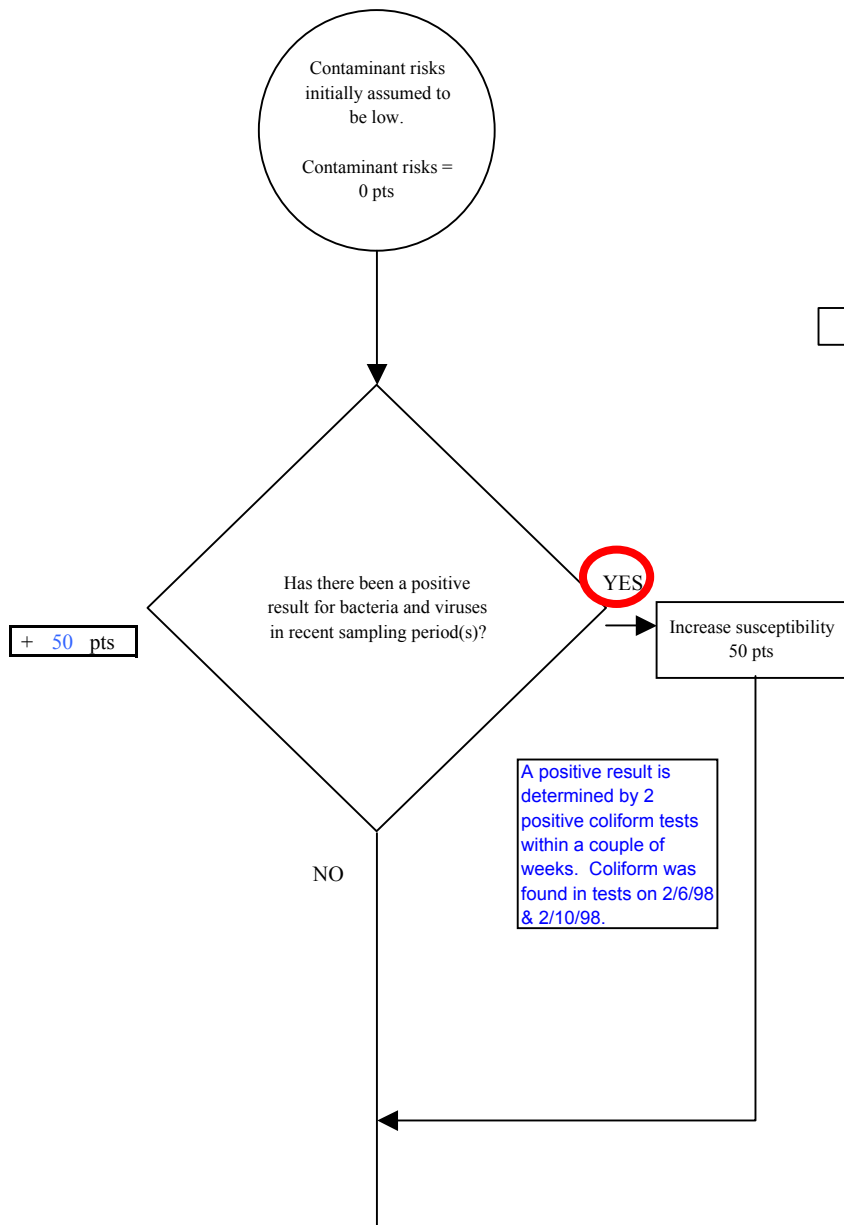 Contaminant risks
initially assumed to
be low.
Contaminant risks =
0 pts
Has there been a positive
result for bacteria and viruses
in recent sampling period(s)?
YES
+ 50 pts
Increase susceptibility
50 pts
A positive result is
determined by 2
positive coliform tests
within a couple of
weeks. Coliform was
found in tests on 2/6/98
& 2/10/98.
NO